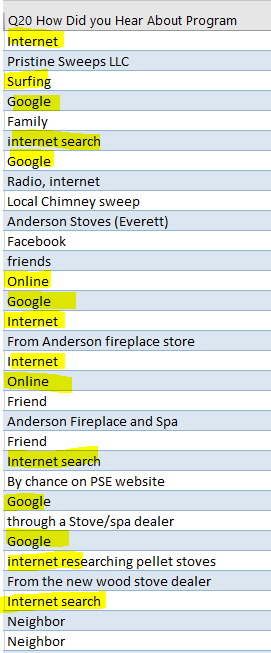 Q20 How Did you Hear About Program
Internet
Pristine Sweeps LLC
Surfing
Google
Family
internet search
Google
Radio, internet
Local Chimney sweep
Anderson Stoves (Everett)
Facebook
friends
Online
Google
Internet
From Anderson fireplace store
Internet
Online
Friend
Anderson Fireplace and Spa
Friend
Internet search
By chance on PSE website
Google
through a Stove/spa dealer
Google
internet researching pellet stoves
From the new wood stove dealer
Internet search
Neighbor
Neighbor